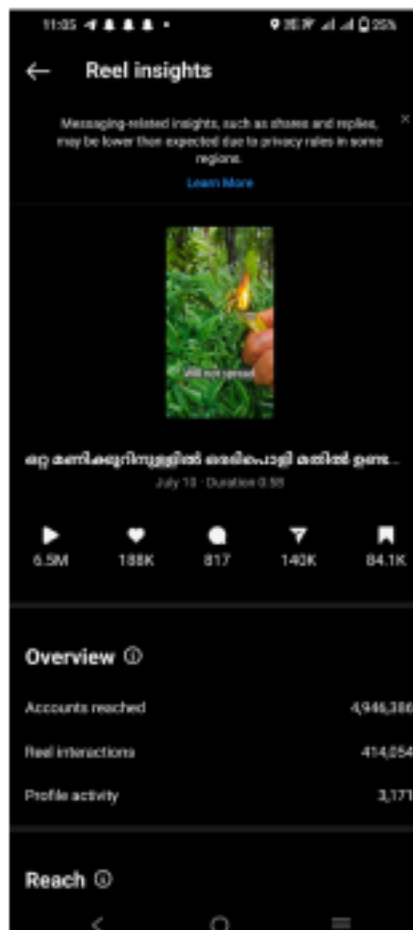 11:05
25%
Reel insights
Messaging-related insights, such as shares and replies,
may be lower than expected due to privacy rules in some
regions.
Learn More
Will not spread
July 10 · Duration 0:58
6.5M 188K 817 140K 84.1K
Overview
Accounts reached 4,946,386
Reel interactions 414,054
Profile activity 3,171
Reach